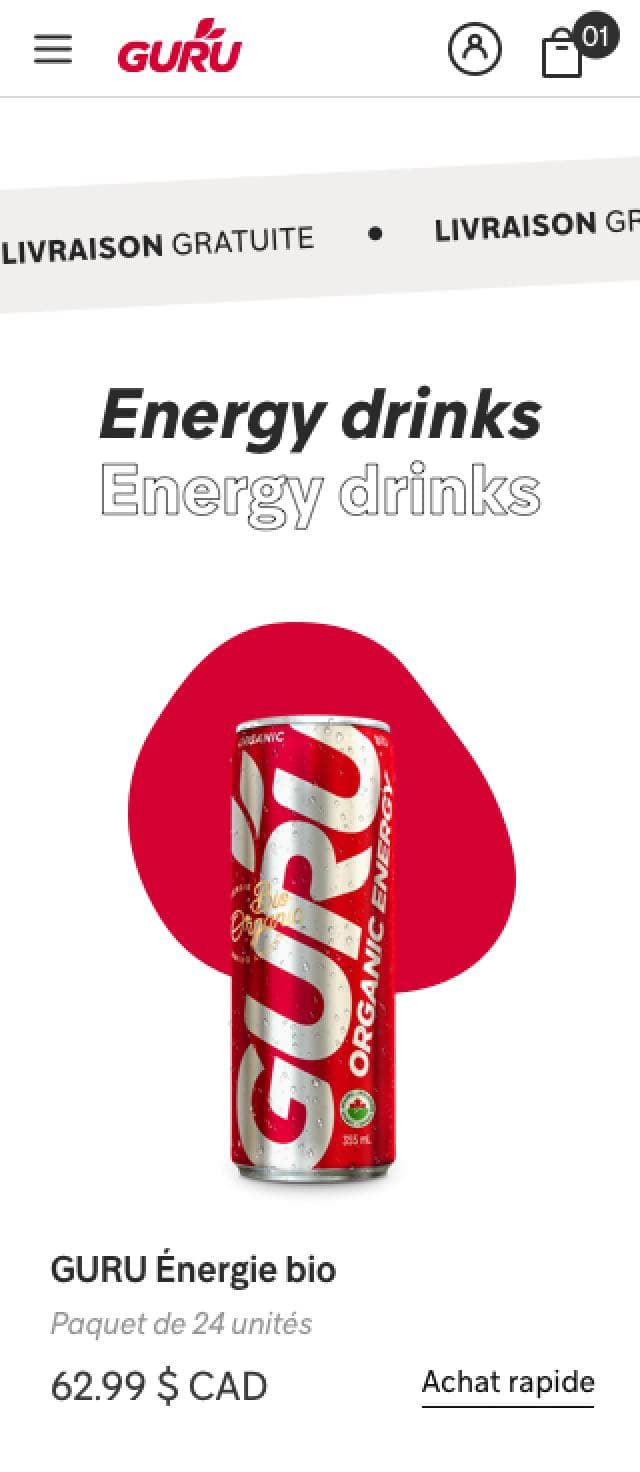 GURU
01
LIVRAISON GRATUITE • LIVRAISON GR
Energy drinks
Energy drinks
ORGANIC
GURU
ORGANIC ENERGY
Bio
Organic
355 mL
GURU Énergie bio
Paquet de 24 unités
62.99 $ CAD
Achat rapide